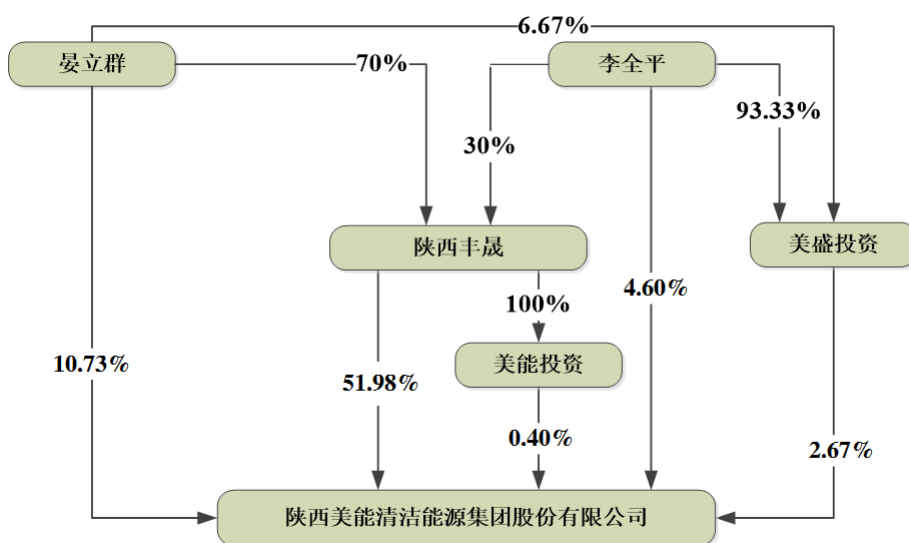 6.67%
晏立群
70%
李全平
93.33%
30%
陕西丰晟
美盛投资
100%
4.60%
10.73%
51.98%
美能投资
0.40%
2.67%
陕西美能清洁能源集团股份有限公司